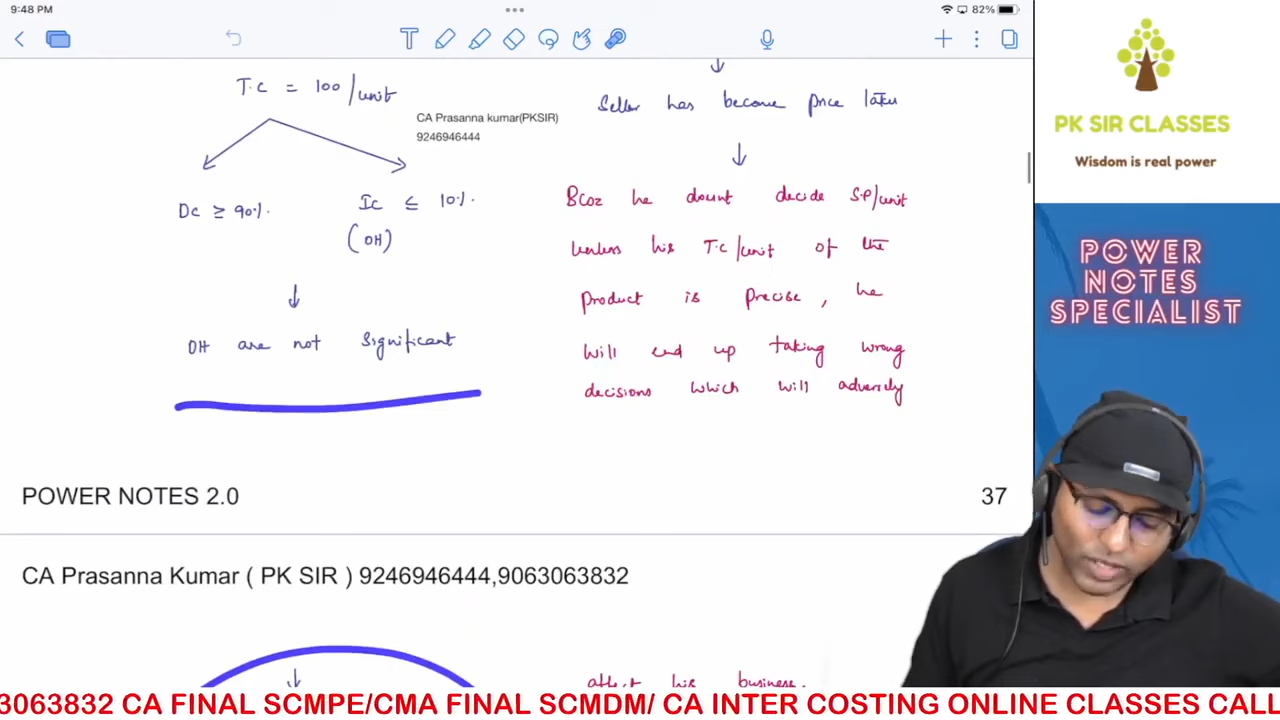 9:48 PM
82%
T.C = 100/unit
CA Prasanna kumar(PKSIR)
9246946444
DC ≥ 90%.
IC ≤ 10%.
(OH)
OH are not Significant
Seller has become price taker
Bcoz he dount decide S.P/unit
Unless his T.C/unit of the
Product is Precise, he
will end up taking wrong
decisions which will adversly
POWER NOTES 2.0
37
CA Prasanna Kumar ( PK SIR ) 9246946444,9063063832
affect his business.
PK SIR CLASSES
Wisdom is real power
POWER
NOTES
SPECIALIST
3063832 CA FINAL SCMPE/CMA FINAL SCMDM/ CA INTER COSTING ONLINE CLASSES CALL